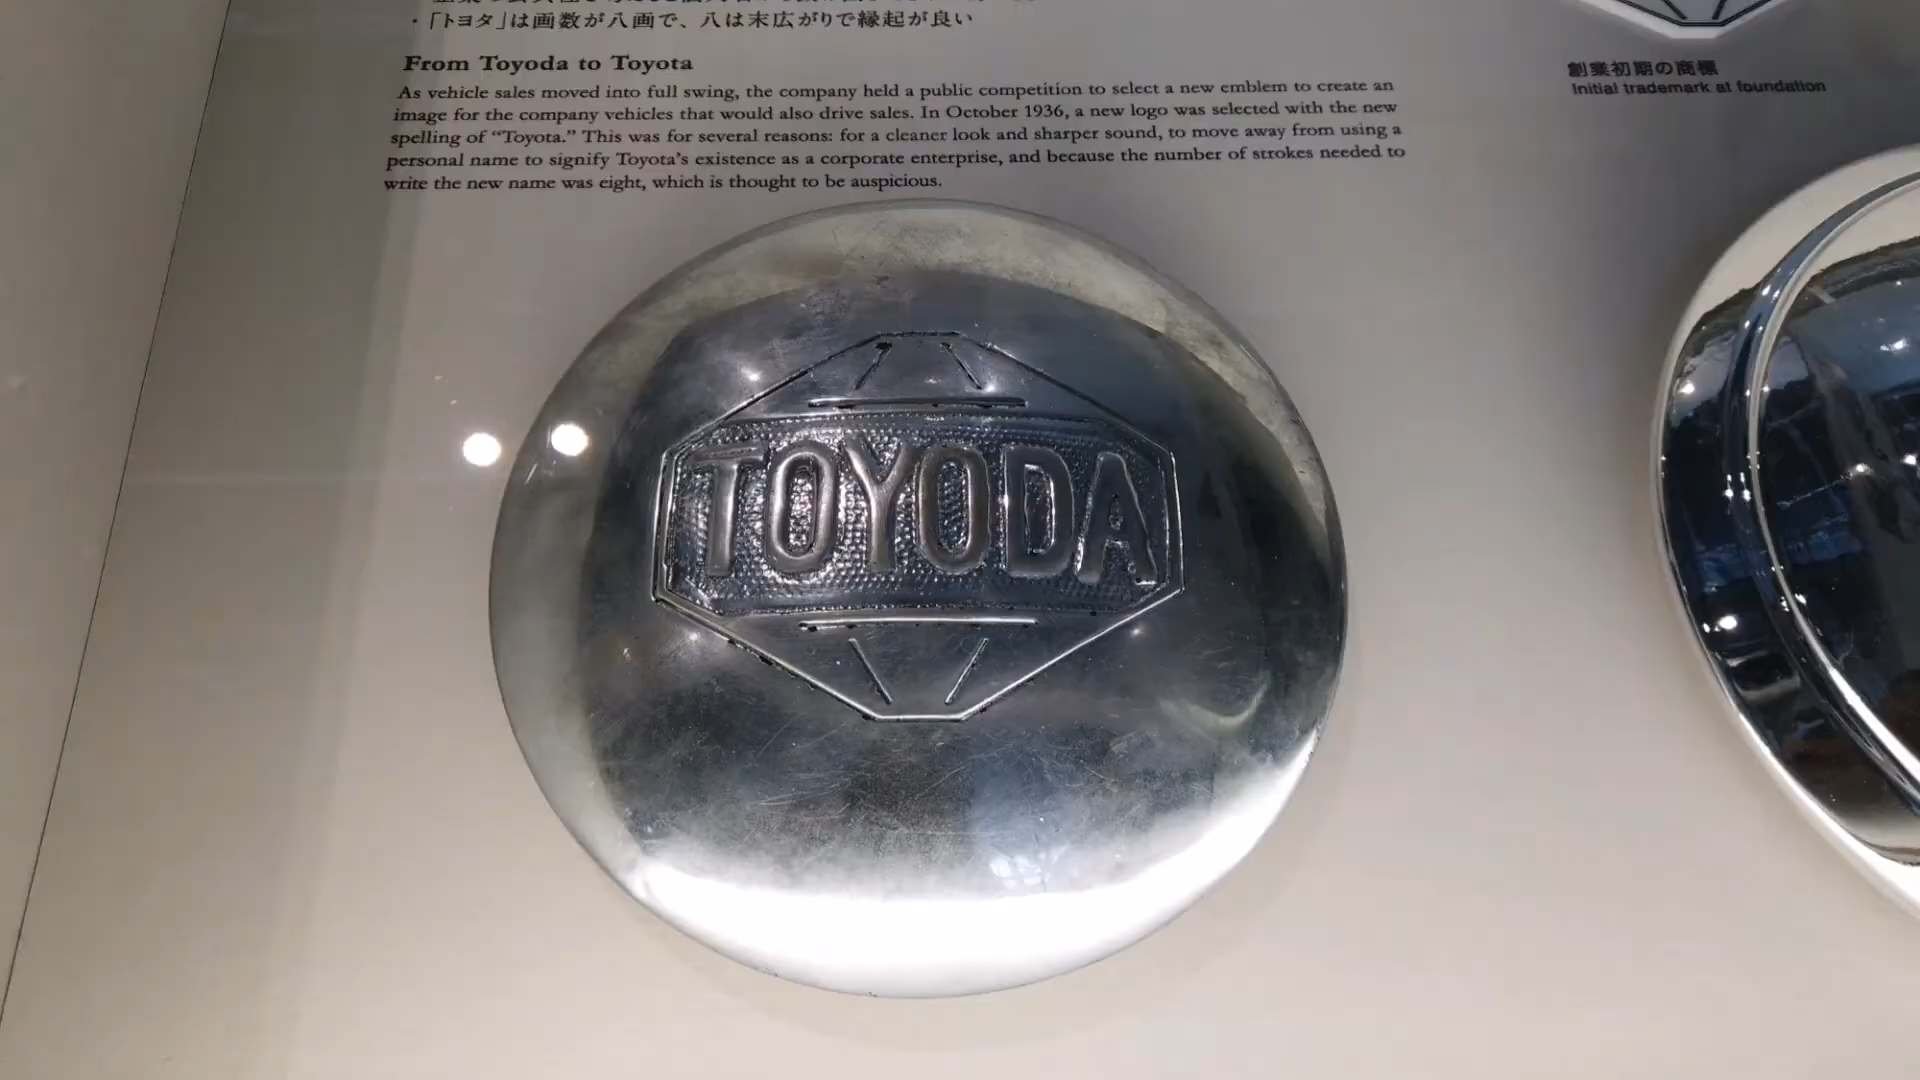 ・「トヨタ」は画数が八画で、八は末広がりで縁起が良い
From Toyoda to Toyota
As vehicle sales moved into full swing, the company held a public competition to select a new emblem to create an
image for the company vehicles that would also drive sales. In October 1936, a new logo was selected with the new
spelling of “Toyota.” This was for several reasons: for a cleaner look and sharper sound, to move away from using a
personal name to signify Toyota’s existence as a corporate enterprise, and because the number of strokes needed to
write the new name was eight, which is thought to be auspicious.
創業初期の商標
Initial trademark at foundation
TOYODA